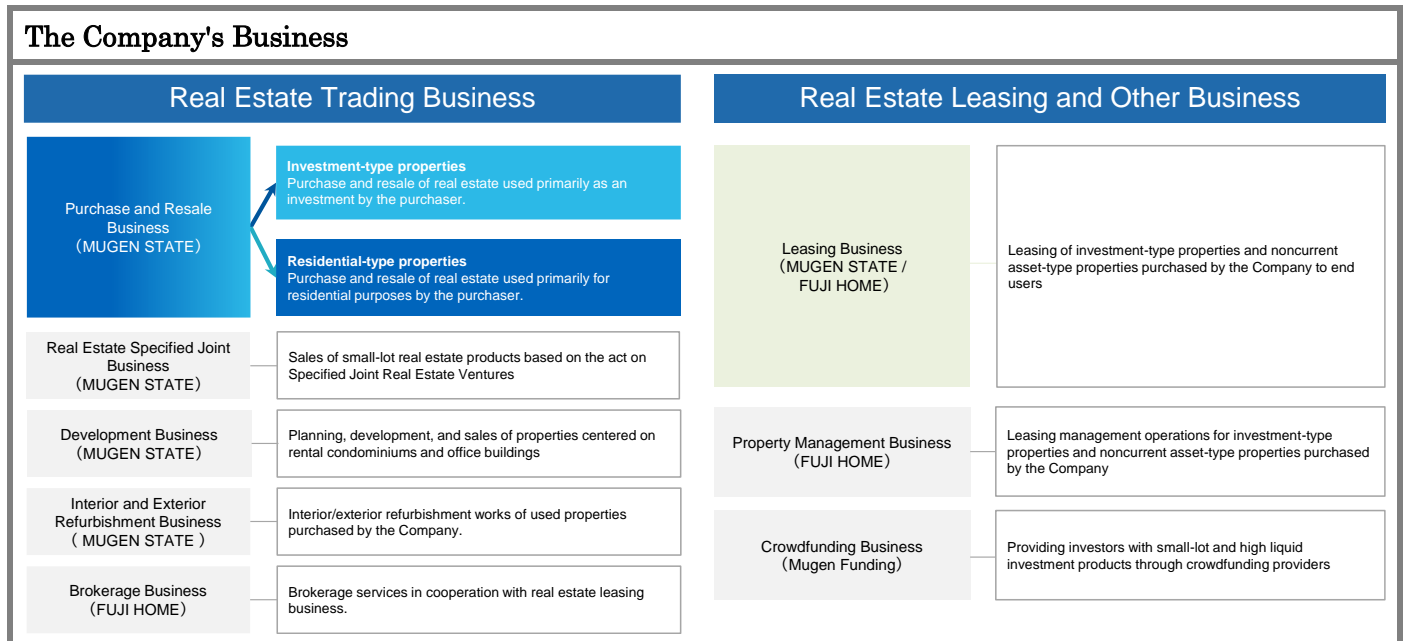 The Company's Business
Real Estate Trading Business
Purchase and Resale
Business
（MUGEN STATE）
Investment-type properties
Purchase and resale of real estate used primarily as an
investment by the purchaser.
Residential-type properties
Purchase and resale of real estate used primarily for
residential purposes by the purchaser.
Real Estate Specified Joint
Business
（MUGEN STATE）
Sales of small-lot real estate products based on the act on
Specified Joint Real Estate Ventures
Development Business
（MUGEN STATE）
Planning, development, and sales of properties centered on
rental condominiums and office buildings
Interior and Exterior
Refurbishment Business
（ MUGEN STATE ）
Interior/exterior refurbishment works of used properties
purchased by the Company.
Brokerage Business
（FUJI HOME）
Brokerage services in cooperation with real estate leasing
business.
Real Estate Leasing and Other Business
Leasing Business
（MUGEN STATE /
FUJI HOME）
Leasing of investment-type properties and noncurrent
asset-type properties purchased by the Company to end
users
Property Management Business
（FUJI HOME）
Leasing management operations for investment-type
properties and noncurrent asset-type properties purchased
by the Company
Crowdfunding Business
（Mugen Funding）
Providing investors with small-lot and high liquid
investment products through crowdfunding providers